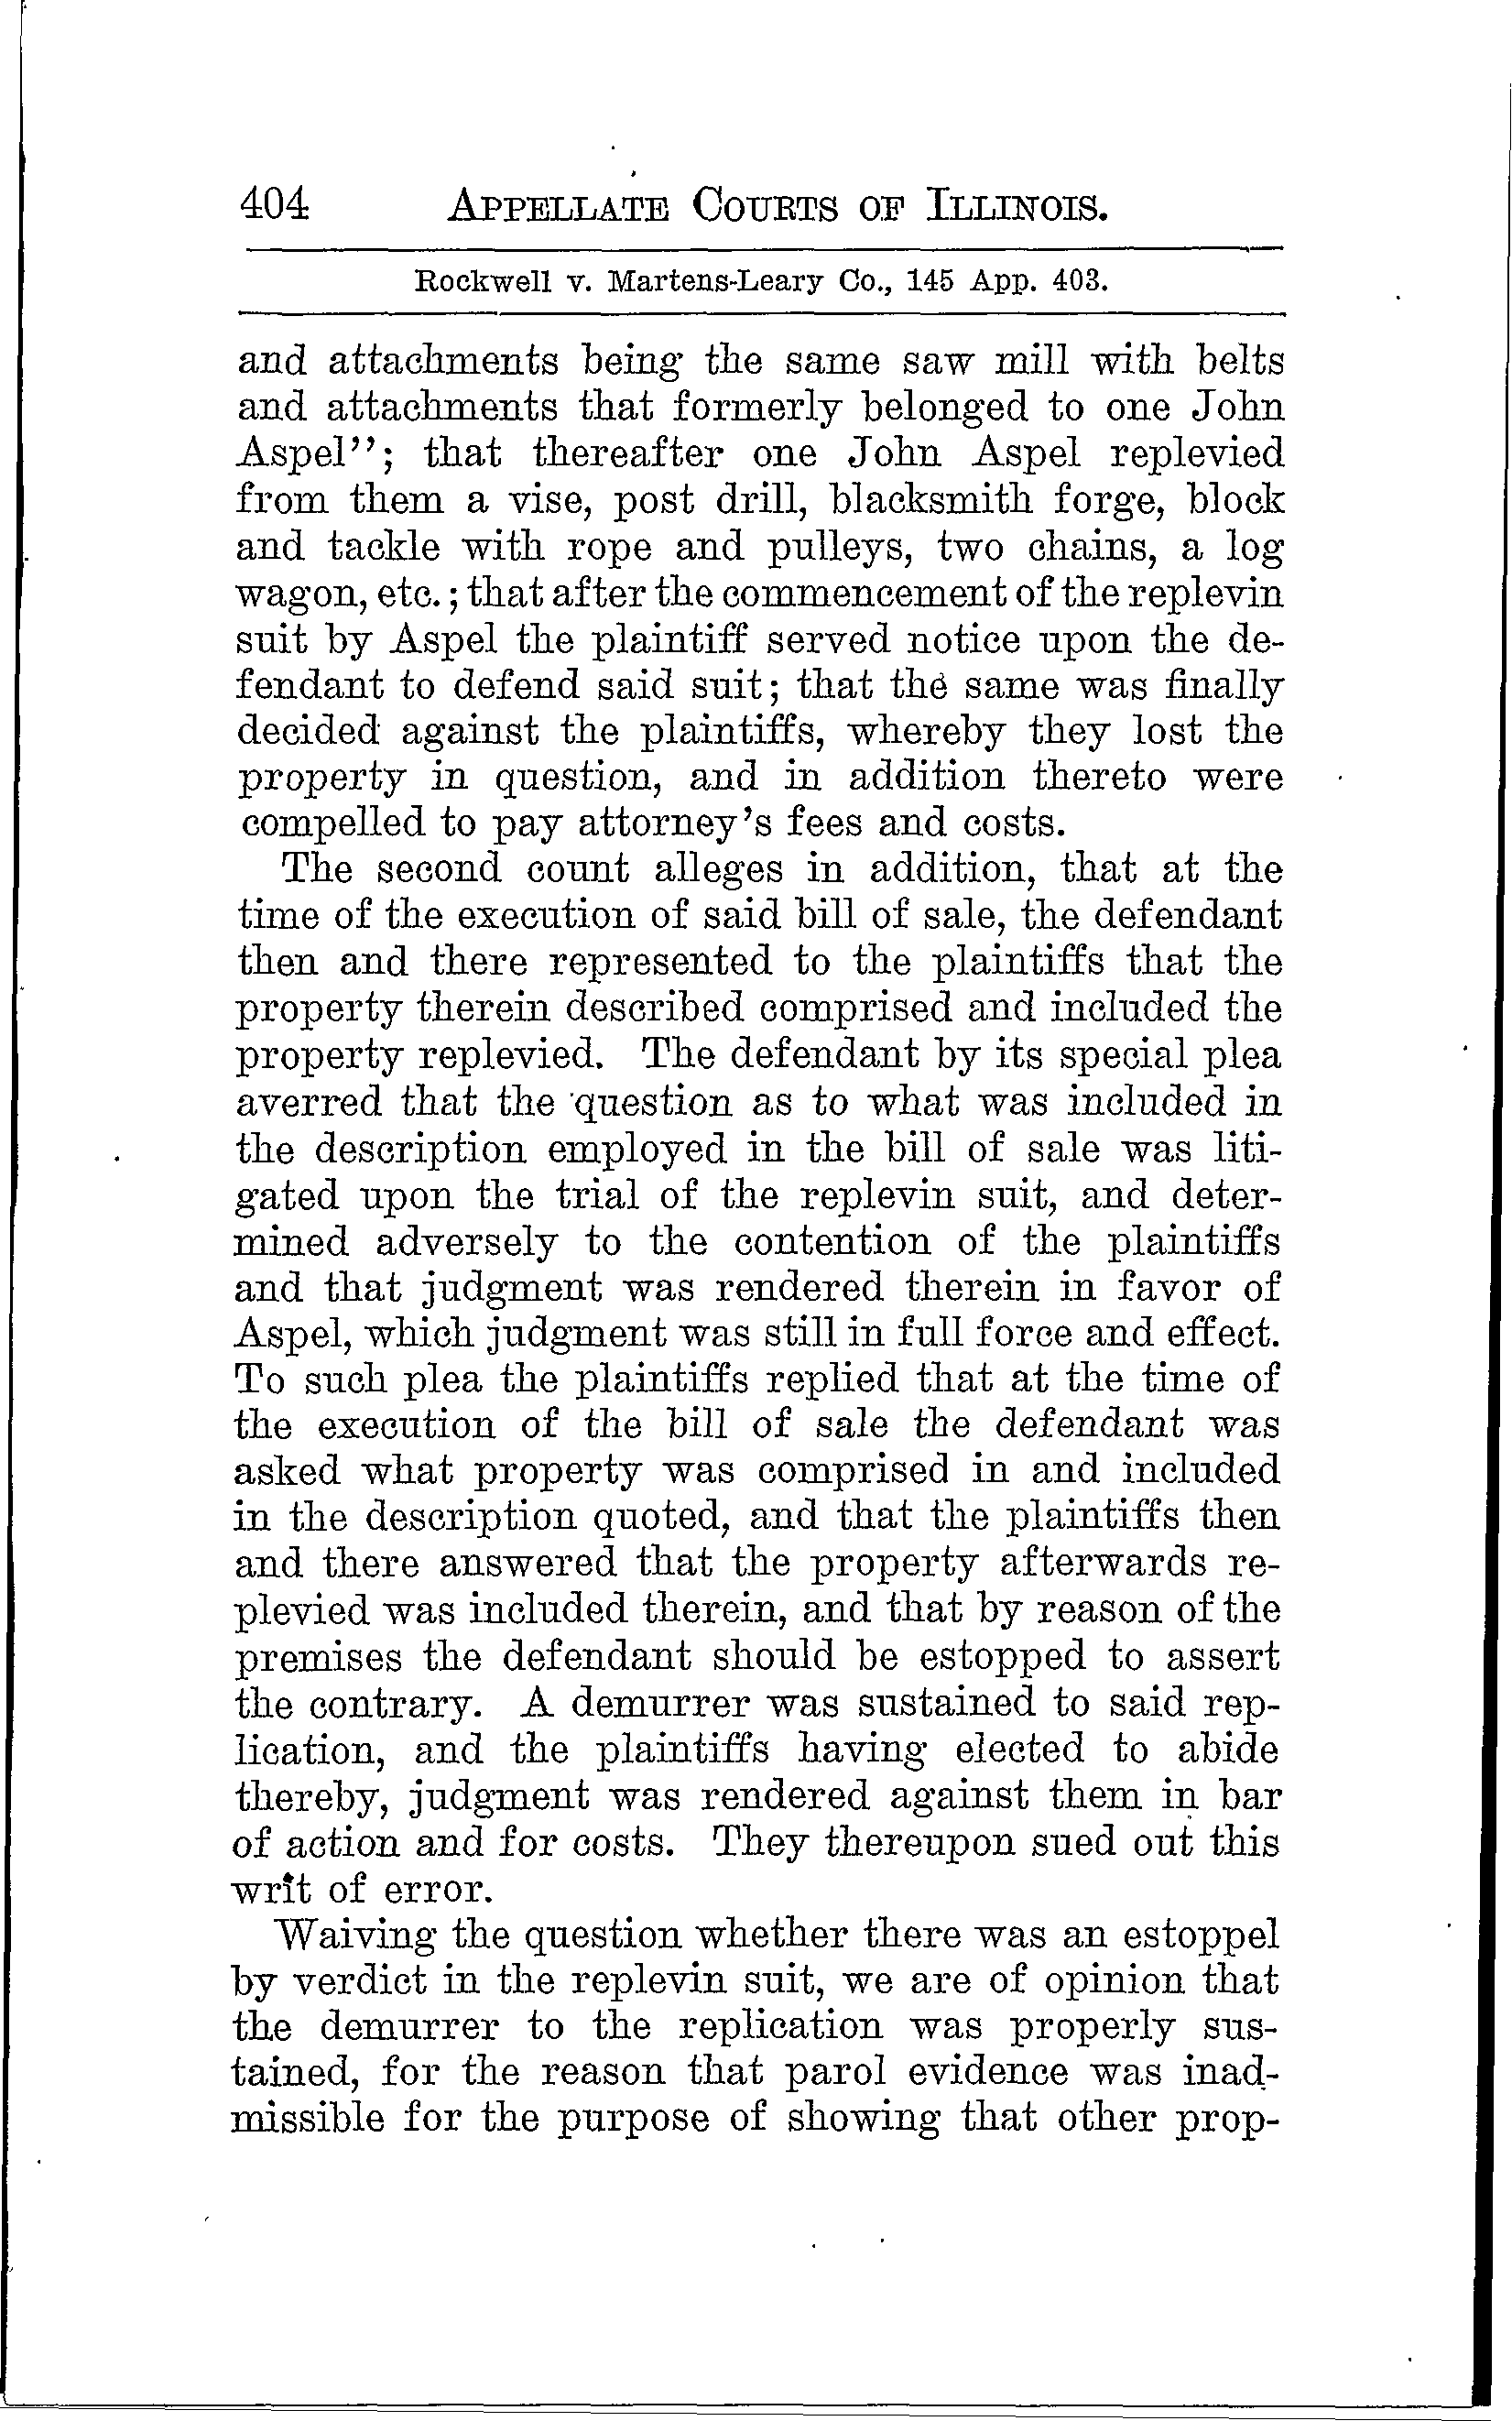 404 APPELLATE COURTS OF ILLINOIS.
Rockwell v. Martens-Leary Co., 145 App. 403.
and attachments being the same saw mill with belts
and attachments that formerly belonged to one John
Aspel''; that thereafter one John Aspel replevied
from them a vise, post drill, blacksmith forge, block
and tackle with rope and pulleys, two chains, a log
wagon, etc.; that after the commencement of the replevin
suit by Aspel the plaintiff served notice upon the de-
fendant to defend said suit; that the same was finally
decided against the plaintiffs, whereby they lost the
property in question, and in addition thereto were
compelled to pay attorney's fees and costs.
The second count alleges in addition, that at the
time of the execution of said bill of sale, the defendant
then and there represented to the plaintiffs that the
property therein described comprised and included the
property replevied. The defendant by its special plea
averred that the question as to what was included in
the description employed in the bill of sale was liti-
gated upon the trial of the replevin suit, and deter-
mined adversely to the contention of the plaintiffs
and that judgment was rendered therein in favor of
Aspel, which judgment was still in full force and effect.
To such plea the plaintiffs replied that at the time of
the execution of the bill of sale the defendant was
asked what property was comprised in and included
in the description quoted, and that the plaintiffs then
and there answered that the property afterwards re-
plevied was included therein, and that by reason of the
premises the defendant should be estopped to assert
the contrary. A demurrer was sustained to said rep-
lication, and the plaintiffs having elected to abide
thereby, judgment was rendered against them in bar
of action and for costs. They thereupon sued out this
writ of error.
Waiving the question whether there was an estoppel
by verdict in the replevin suit, we are of opinion that
the demurrer to the replication was properly sus-
tained, for the reason that parol evidence was inad-
missible for the purpose of showing that other prop-